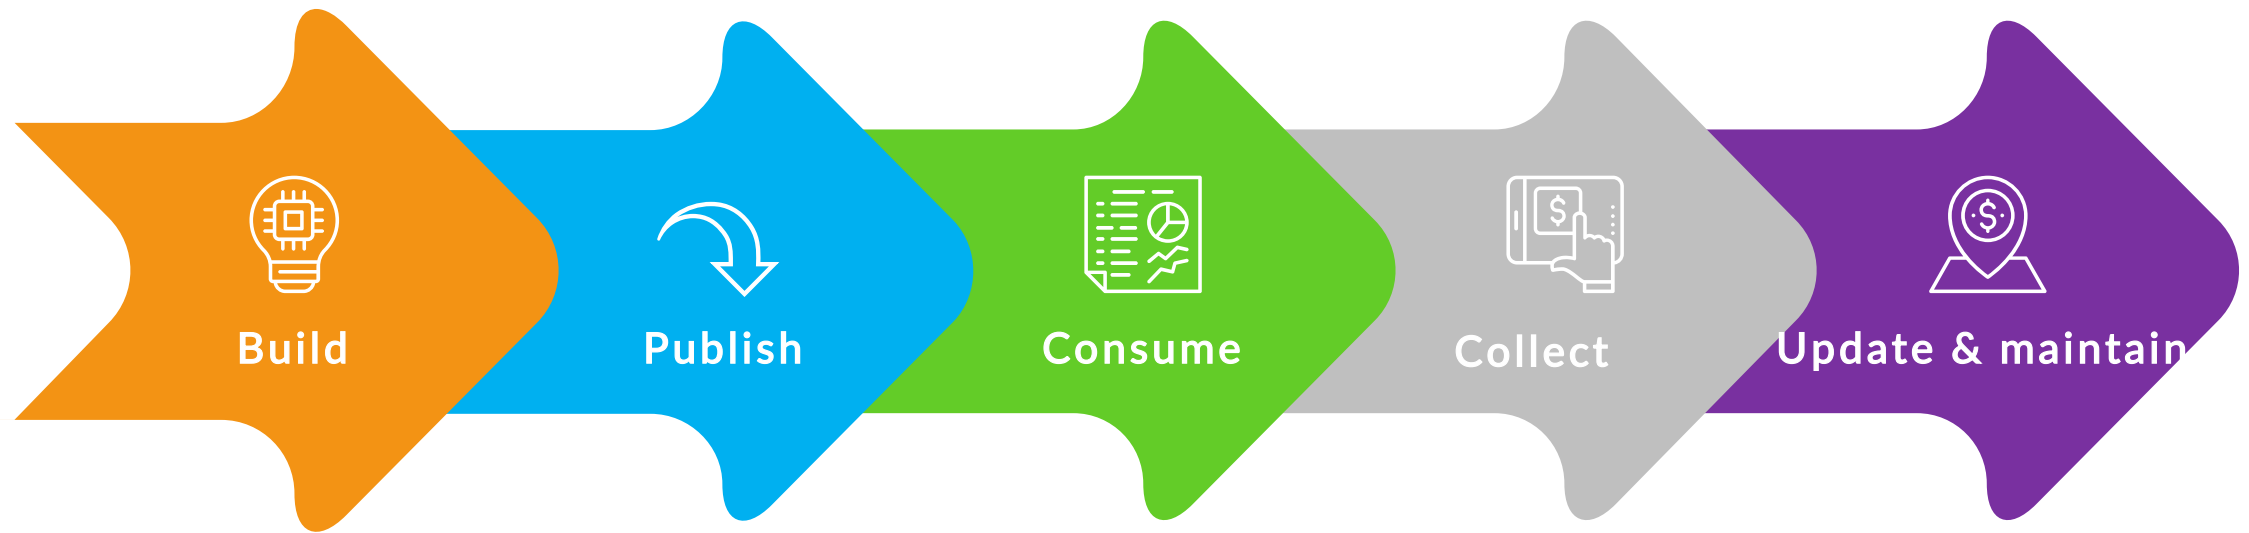 Build
Publish
Consume
Collect
Update & maintain